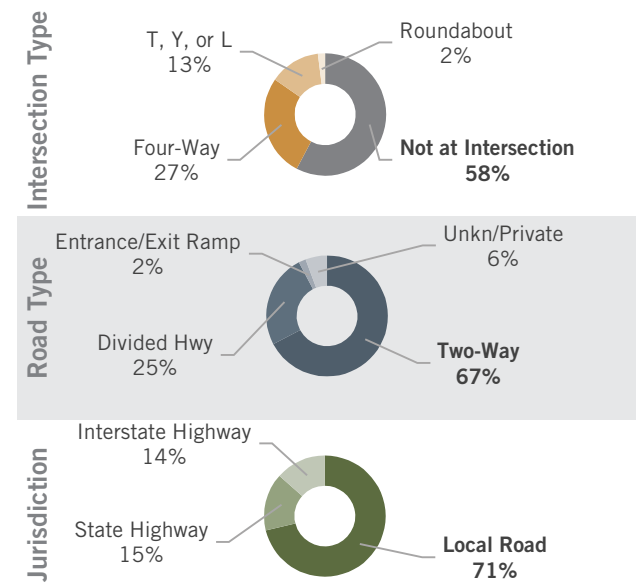 Intersection Type
T, Y, or L
13%
Roundabout
2%
Four-Way
27%
Not at Intersection
58%
Road Type
Entrance/Exit Ramp
2%
Unkn/Private
6%
Divided Hwy
25%
Two-Way
67%
Jurisdiction
Interstate Highway
14%
State Highway
15%
Local Road
71%